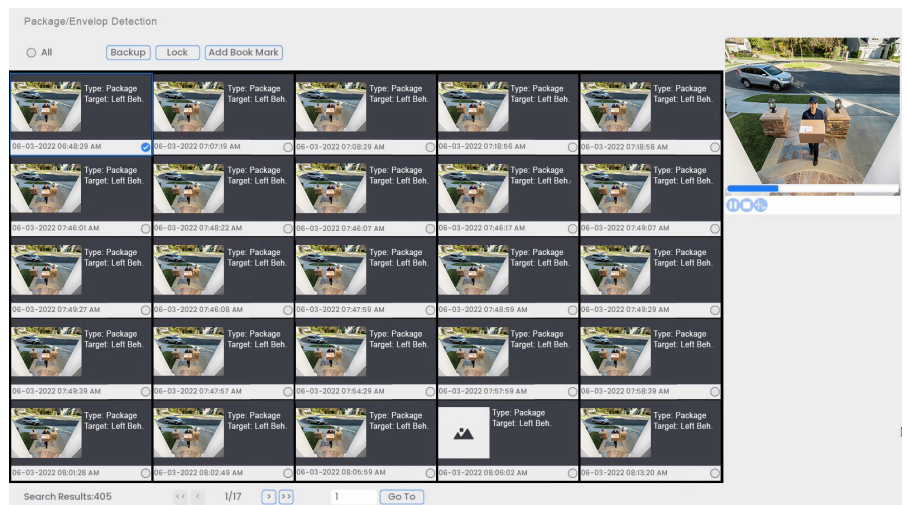 Package/Envelop Detection
All Backup Lock Add Book Mark
Type: Package Type: Package Type: Package Type: Package Type: Package
Target: Left Beh. Target: Left Beh. Target: Left Beh. Target: Left Beh. Target: Left Beh.
06-03-2022 06:48:29 AM 06-03-2022 07:07:19 AM 06-03-2022 07:08:29 AM 06-03-2022 07:18:56 AM 06-03-2022 07:18:58 AM
Type: Package Type: Package Type: Package Type: Package Type: Package
Target: Left Beh. Target: Left Beh. Target: Left Beh. Target: Left Beh. Target: Left Beh.
06-03-2022 07:46:01 AM 06-03-2022 07:48:22 AM 06-03-2022 07:46:07 AM 06-03-2022 07:46:17 AM 06-03-2022 07:49:07 AM
Type: Package Type: Package Type: Package Type: Package Type: Package
Target: Left Beh. Target: Left Beh. Target: Left Beh. Target: Left Beh. Target: Left Beh.
06-03-2022 07:49:27 AM 06-03-2022 07:46:08 AM 06-03-2022 07:47:59 AM 06-03-2022 07:48:59 AM 06-03-2022 07:49:29 AM
Type: Package Type: Package Type: Package Type: Package Type: Package
Target: Left Beh. Target: Left Beh. Target: Left Beh. Target: Left Beh. Target: Left Beh.
06-03-2022 07:49:39 AM 06-03-2022 07:47:57 AM 06-03-2022 07:54:29 AM 06-03-2022 07:57:59 AM 06-03-2022 07:58:39 AM
Type: Package Type: Package Type: Package Type: Package Type: Package
Target: Left Beh. Target: Left Beh. Target: Left Beh. Target: Left Beh. Target: Left Beh.
06-03-2022 08:01:28 AM 06-03-2022 08:02:49 AM 06-03-2022 08:05:59 AM 06-03-2022 08:06:02 AM 06-03-2022 08:13:20 AM
Search Results:405 << < 1/17 > >> 1 Go To